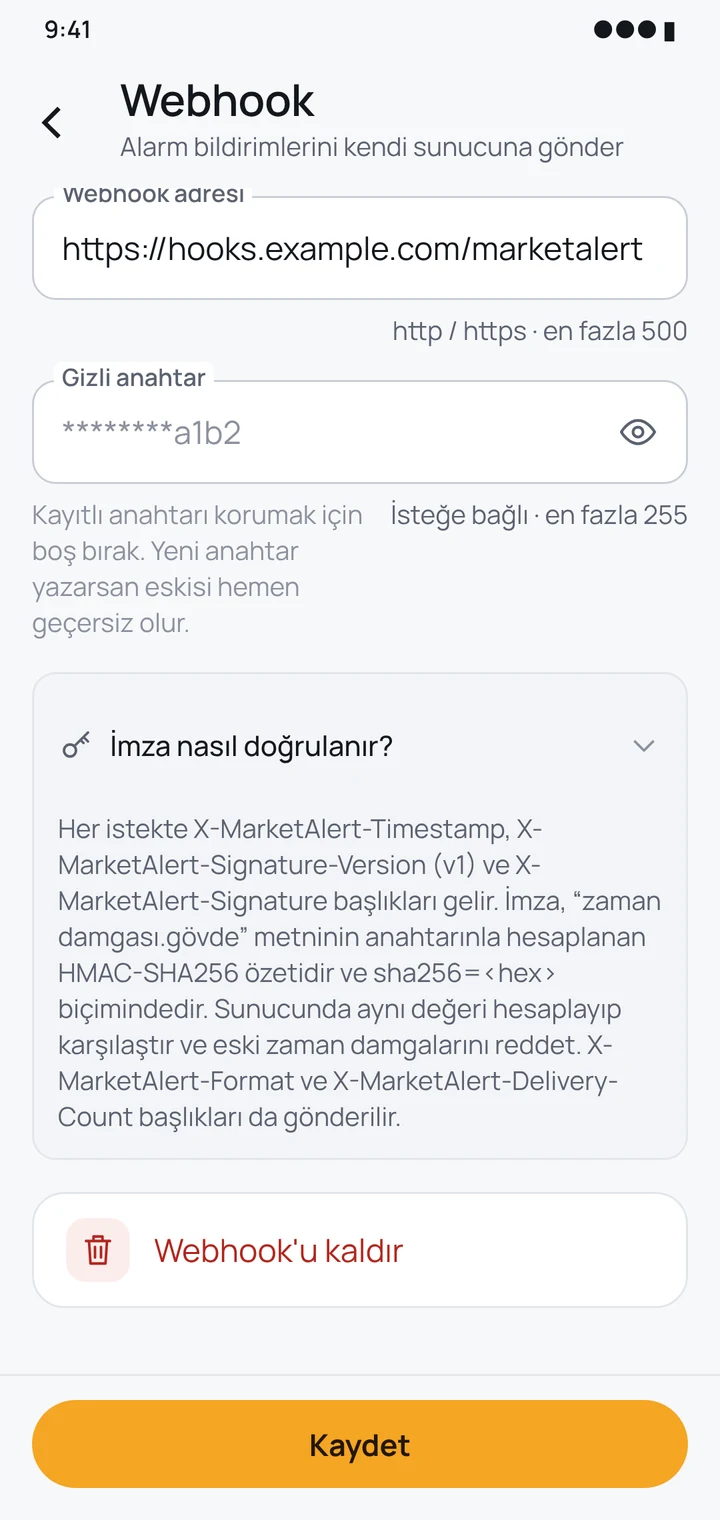 9:41
Webhook
Alarm bildirimlerini kendi sunucuna gönder
Webhook adresi
https://hooks.example.com/marketalert
http / https · en fazla 500
Gizli anahtar
********a1b2
Kayıtlı anahtarı korumak için
boş bırak. Yeni anahtar
yazarsan eskisi hemen
geçersiz olur.
İsteğe bağlı · en fazla 255
İmza nasıl doğrulanır?
Her istekte X-MarketAlert-Timestamp, X-
MarketAlert-Signature-Version (v1) ve X-
MarketAlert-Signature başlıkları gelir. İmza, “zaman
damgası.gövde” metninin anahtarınla hesaplanan
HMAC-SHA256 özetidir ve sha256=<hex>
biçimindedir. Sunucunda aynı değeri hesaplayıp
karşılaştır ve eski zaman damgalarını reddet. X-
MarketAlert-Format ve X-MarketAlert-Delivery-
Count başlıkları da gönderilir.
Webhook'u kaldır
Kaydet